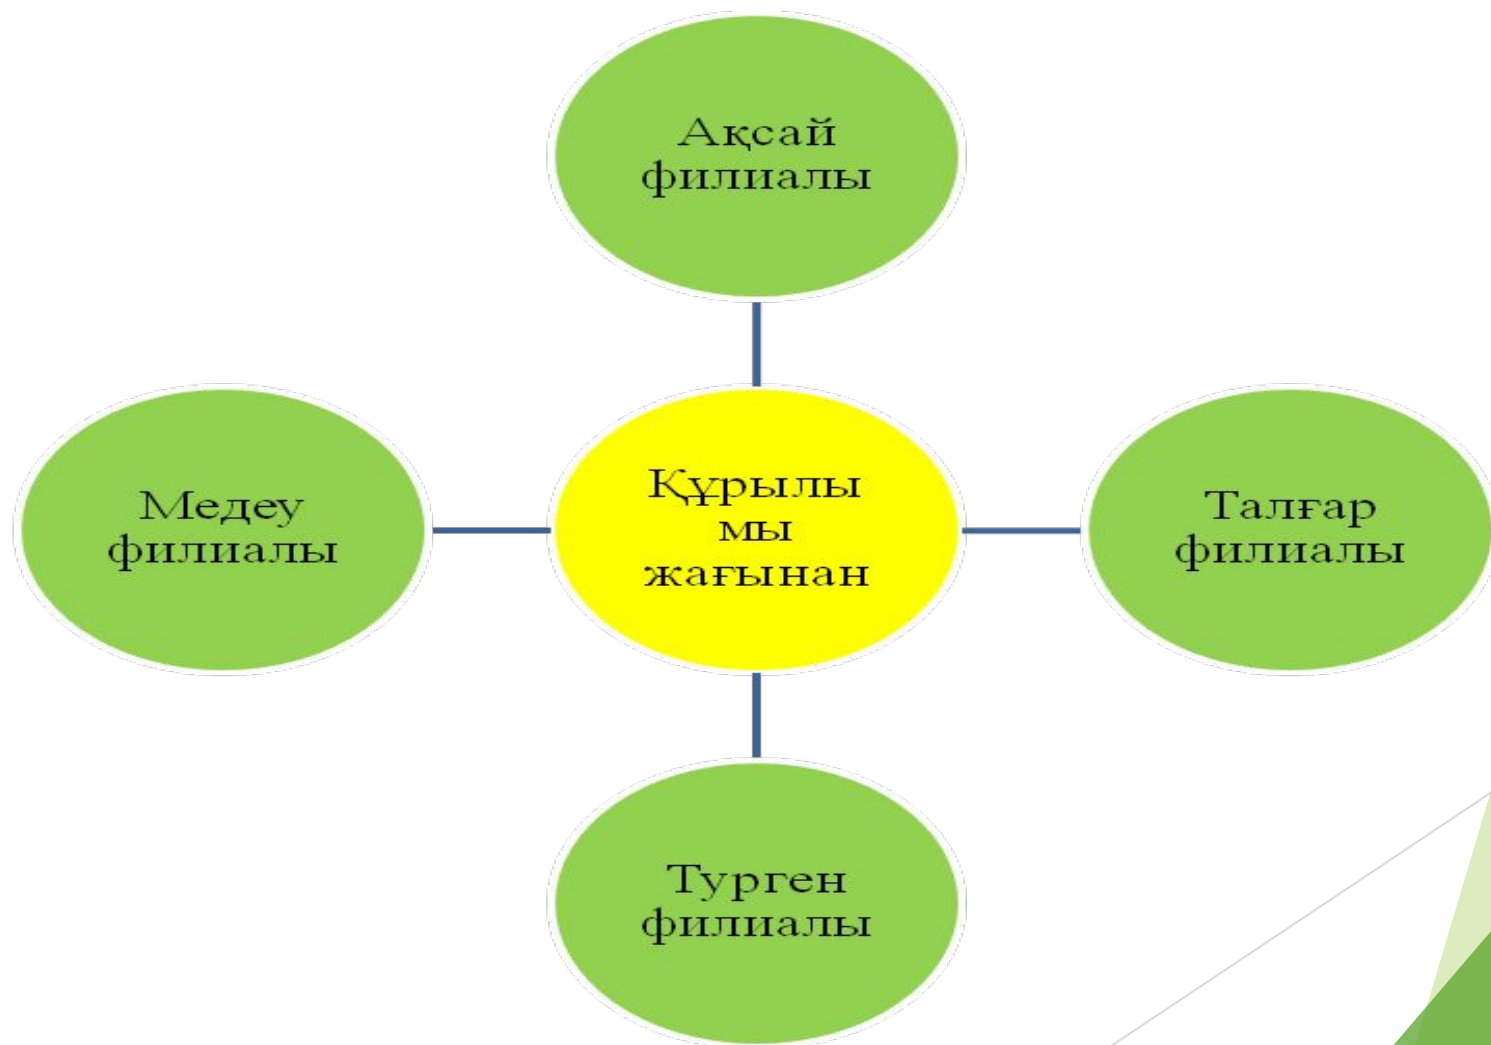 Ақсай
филиалы
Медеу
филиалы
Құрылы
мы
жағынан
Талғар
филиалы
Турген
филиалы